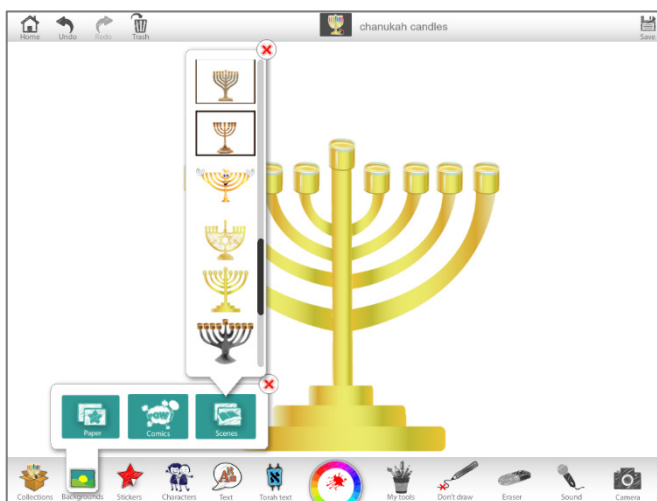 Home
Undo
Redo
Trash
chanukah candles
Save
Paper
Comics
Scenes
Collections
Backgrounds
Stickers
Characters
Text
Torah text
My tools
Don't draw
Eraser
Sound
Camera